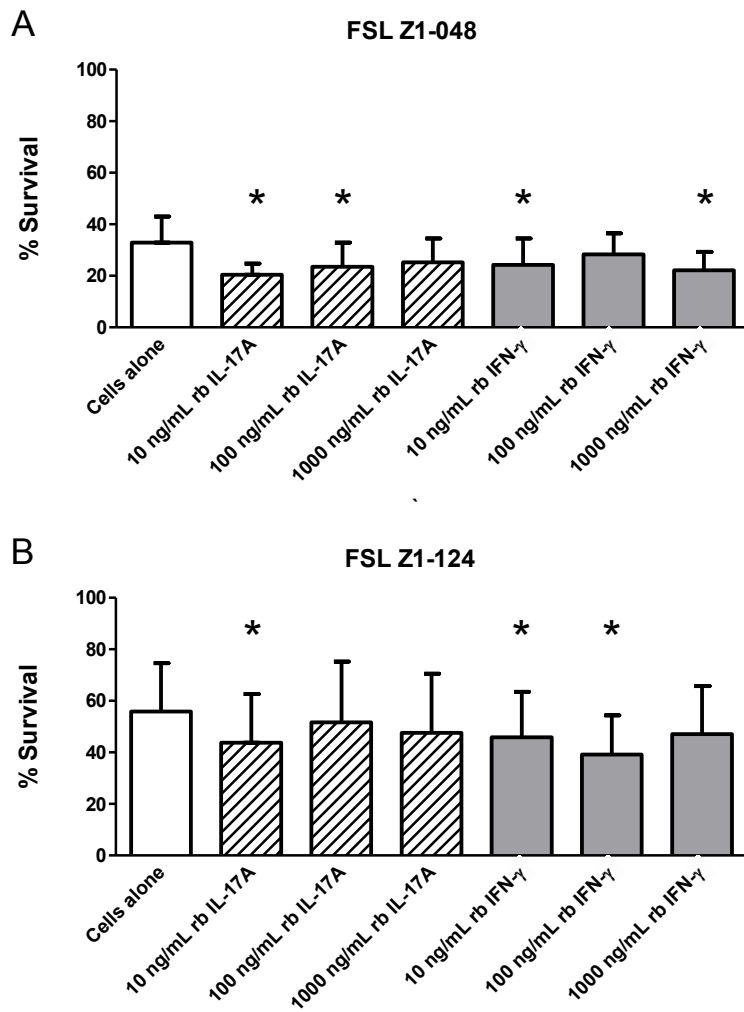 A
FSL Z1-048
100
80
60
40
20
0
% Survival
* * * *
Cells alone
10 ng/mL rb IL-17A
100 ng/mL rb IL-17A
1000 ng/mL rb IL-17A
10 ng/mL rb IFN-γ
100 ng/mL rb IFN-γ
1000 ng/mL rb IFN-γ
B
FSL Z1-124
100
80
60
40
20
0
% Survival
* * *
Cells alone
10 ng/mL rb IL-17A
100 ng/mL rb IL-17A
1000 ng/mL rb IL-17A
10 ng/mL rb IFN-γ
100 ng/mL rb IFN-γ
1000 ng/mL rb IFN-γ